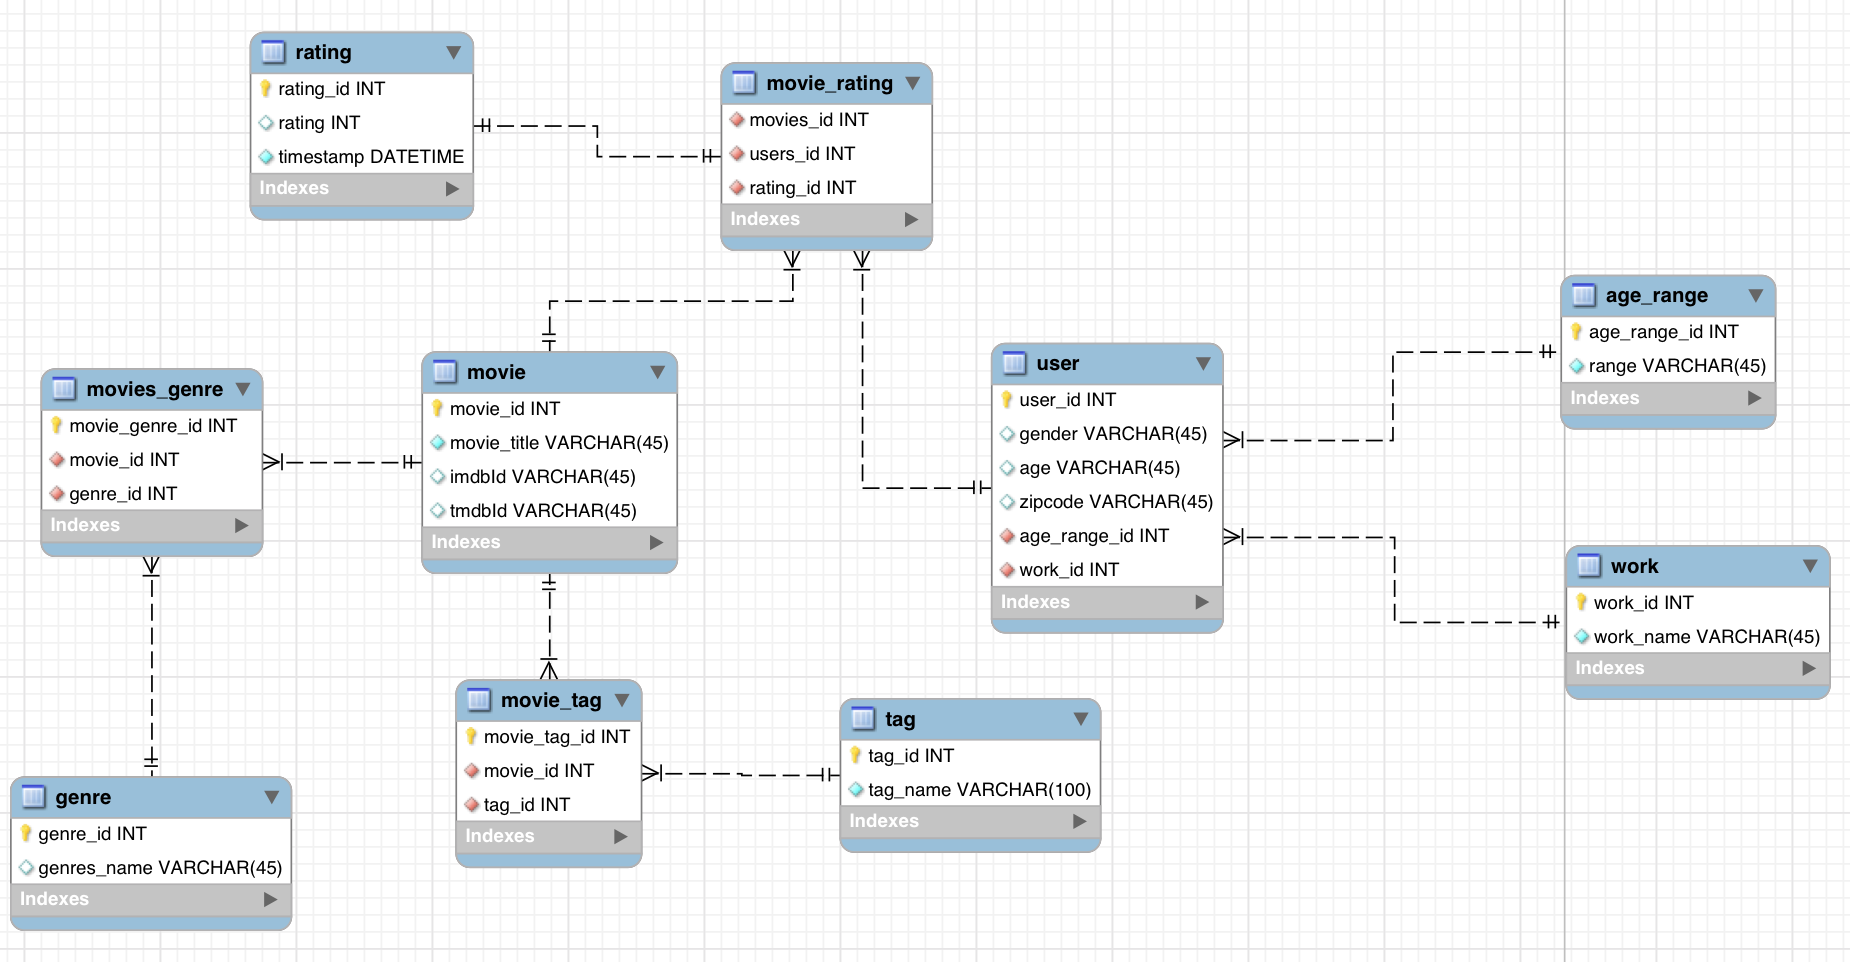 rating
rating_id INT
rating INT
timestamp DATETIME
Indexes
movie_rating
movies_id INT
users_id INT
rating_id INT
Indexes
age_range
age_range_id INT
range VARCHAR(45)
Indexes
user
user_id INT
gender VARCHAR(45)
age VARCHAR(45)
zipcode VARCHAR(45)
age_range_id INT
work_id INT
Indexes
movie
movie_id INT
movie_title VARCHAR(45)
imdbId VARCHAR(45)
tmdbId VARCHAR(45)
Indexes
movies_genre
movie_genre_id INT
movie_id INT
genre_id INT
Indexes
work
work_id INT
work_name VARCHAR(45)
Indexes
movie_tag
movie_tag_id INT
movie_id INT
tag_id INT
Indexes
tag
tag_id INT
tag_name VARCHAR(100)
Indexes
genre
genre_id INT
genres_name VARCHAR(45)
Indexes